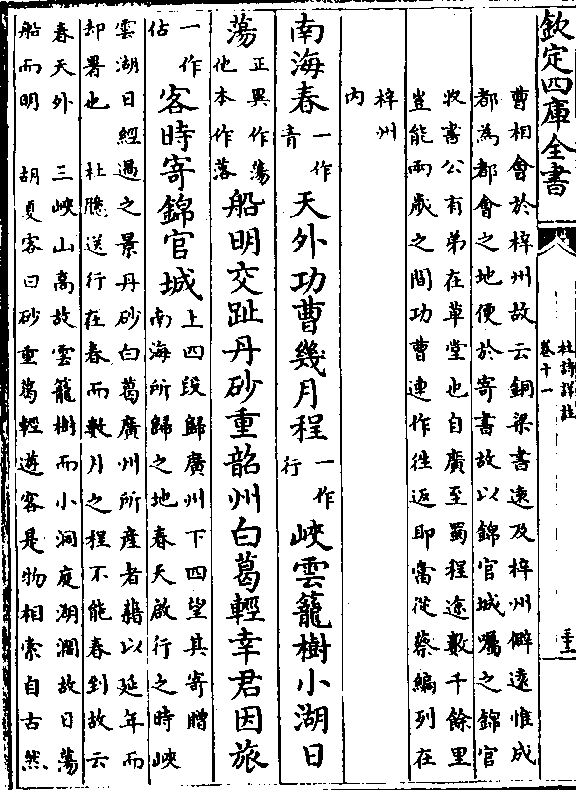 欽定四庫全書
杜詩詳註
卷十一
曹相會於梓州故云銅梁書遠及梓州僻遠惟成
都為都會之地便於寄書故以錦官城囑之錦官
牧書公有弟在草堂也自廣至蜀程途數千餘里
豈能兩歲之間功曹連作往返耶當從蔡編列在
梓州
内
南海春一作青天外功曹幾月程一作行峽雲籠樹小湖日
蕩正異作蕩他本作落船明交趾丹砂重韶州白葛輕幸君因旅
一作估客時寄錦官城上四段歸廣州下四望其寄贈
南海所歸之地春天啟行之時峽
雲湖日經過之景丹砂白葛廣州所産者藉以延年而
却暑也 杜臆送行在春而數月之程不能春到故云
春天外 三峽山高故雲籠樹而小洞庭湖濶故日蕩
船而明 胡夏客曰砂重葛輕遊客是物相索自古然